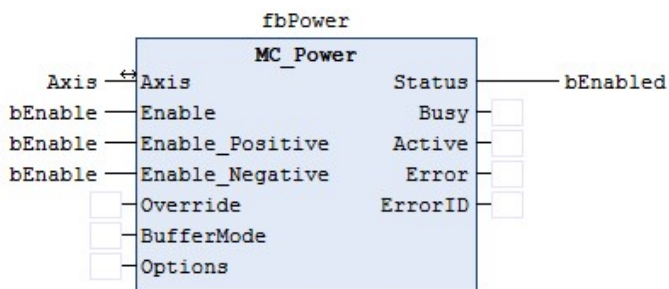 fbPower
MC_Power
Axis Axis Status bEnabled
bEnable Enable Busy
bEnable Enable_Positive Active
bEnable Enable_Negative Error
Override ErrorID
BufferMode
Options